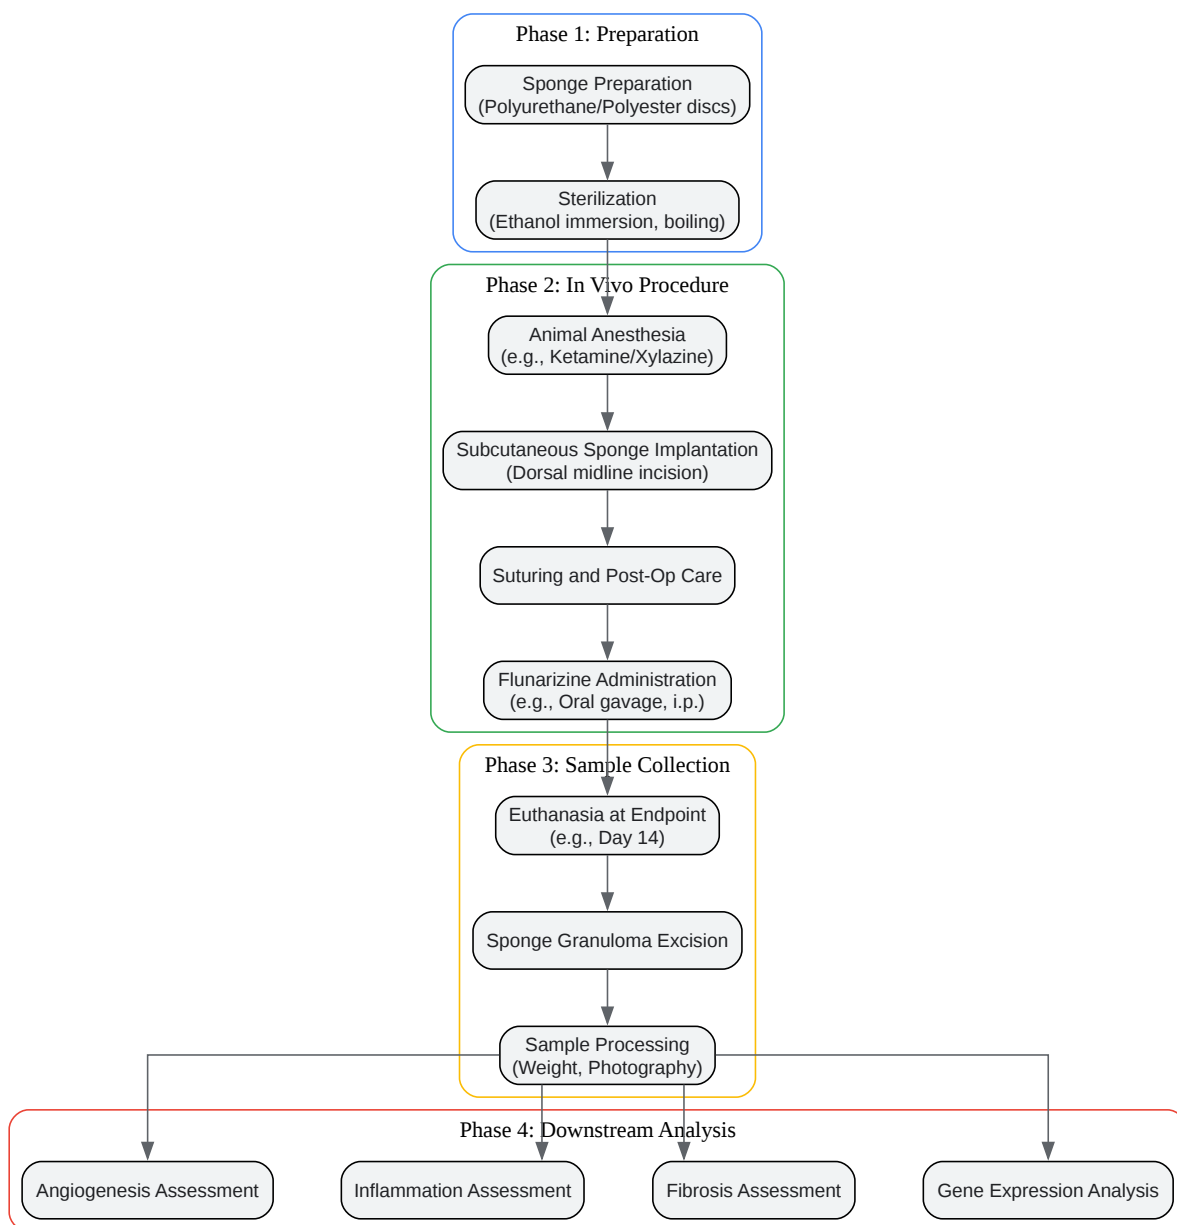 Phase 1: Preparation
Sponge Preparation
(Polyurethane/Polyester discs)
Sterilization
(Ethanol immersion, boiling)
Phase 2: In Vivo Procedure
Animal Anesthesia
(e.g., Ketamine/Xylazine)
Subcutaneous Sponge Implantation
(Dorsal midline incision)
Suturing and Post-Op Care
Flunarizine Administration
(e.g., Oral gavage, i.p.)
Phase 3: Sample Collection
Euthanasia at Endpoint
(e.g., Day 14)
Sponge Granuloma Excision
Sample Processing
(Weight, Photography)
Phase 4: Downstream Analysis
Angiogenesis Assessment
Inflammation Assessment
Fibrosis Assessment
Gene Expression Analysis